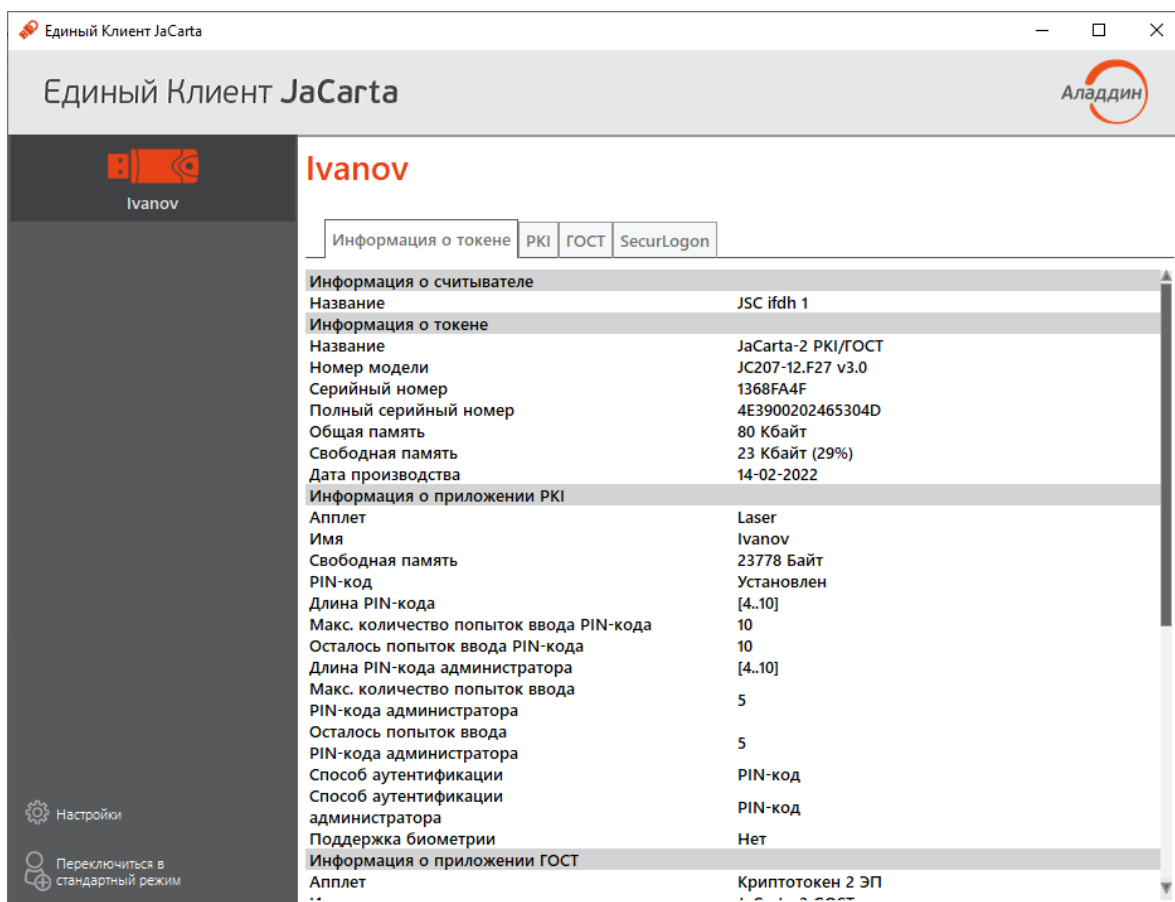 Единый Клиент JaCarta
Единый Клиент JaCarta
Аладдин
Ivanov
Ivanov
Информация о токене PKI ГОСТ SecurLogon
Информация о считывателе
Название JSC ifdh 1
Информация о токене
Название JaCarta-2 PKI/ГОСТ
Номер модели JC207-12.F27 v3.0
Серийный номер 1368FA4F
Полный серийный номер 4E3900202465304D
Общая память 80 Кбайт
Свободная память 23 Кбайт (29%)
Дата производства 14-02-2022
Информация о приложении PKI
Апплет Laser
Имя Ivanov
Свободная память 23778 Байт
PIN-код Установлен
Длина PIN-кода [4..10]
Макс. количество попыток ввода PIN-кода 10
Осталось попыток ввода PIN-кода 10
Длина PIN-кода администратора [4..10]
Макс. количество попыток ввода
PIN-кода администратора 5
Осталось попыток ввода
PIN-кода администратора 5
Способ аутентификации PIN-код
Способ аутентификации
администратора PIN-код
Поддержка биометрии Нет
Информация о приложении ГОСТ
Апплет Криптотокен 2 ЭП
Настройки
Переключиться в
стандартный режим